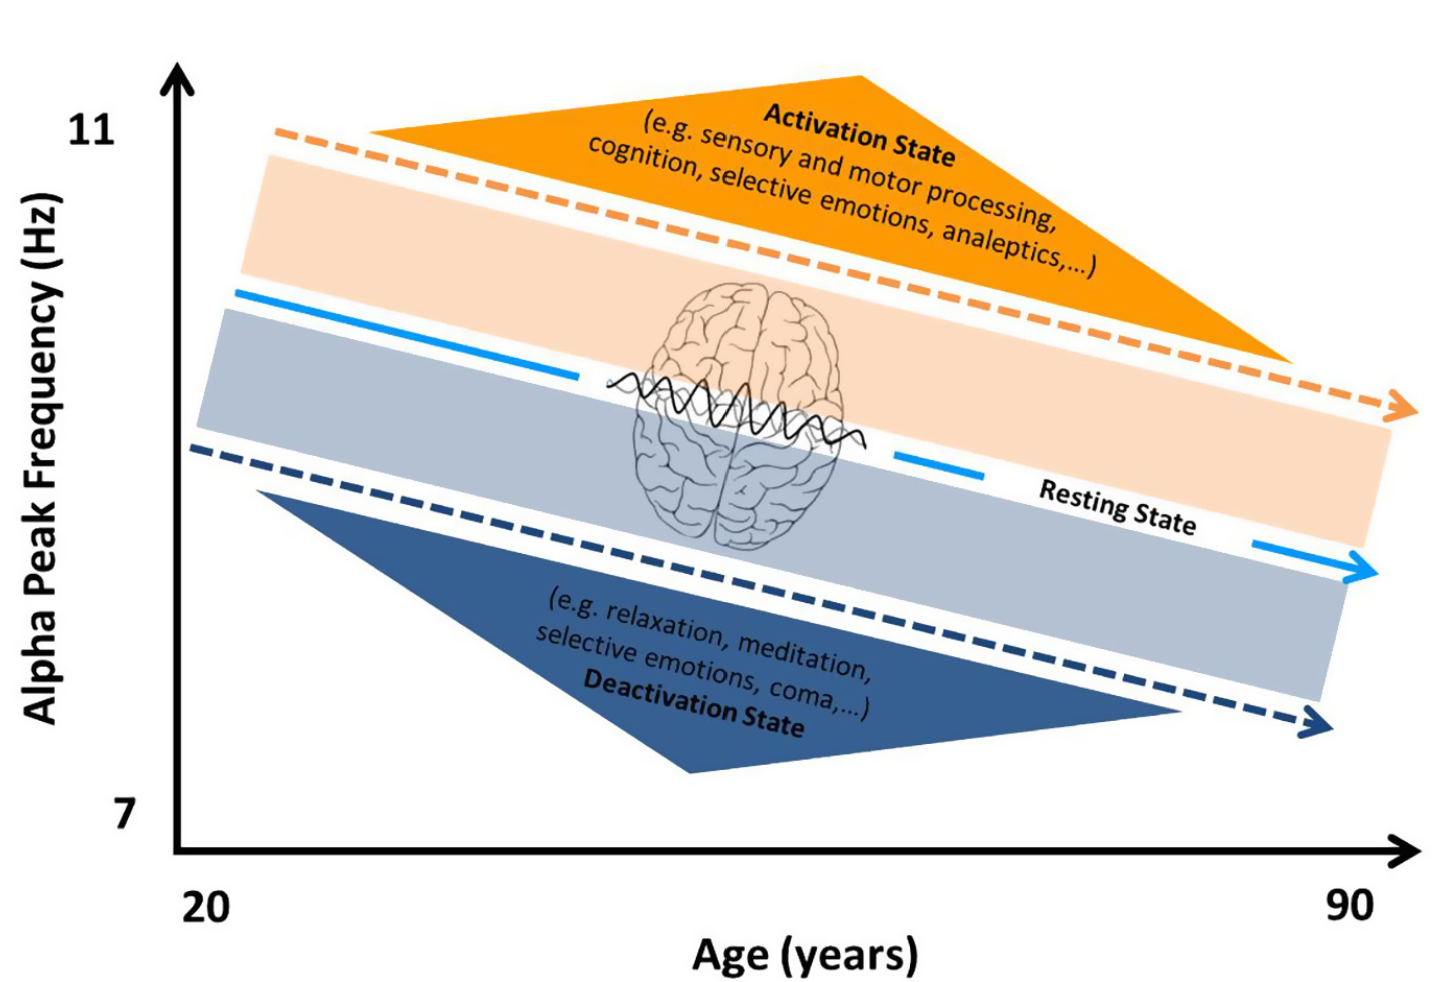 11
Activation State
(e.g. sensory and motor processing,
cognition, selective emotions, analeptics,...)
Alpha Peak Frequency (Hz)
Resting State
(e.g. relaxation, meditation,
selective emotions, coma,...)
Deactivation State
7
20
90
Age (years)